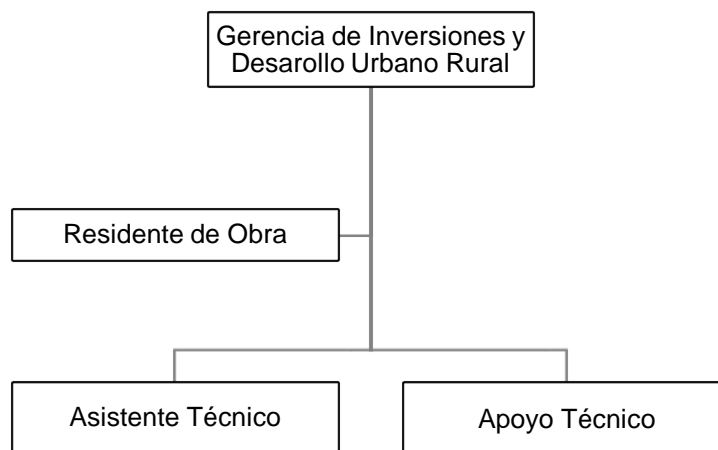 Gerencia de Inversiones y
Desarollo Urbano Rural
Residente de Obra
Asistente Técnico
Apoyo Técnico